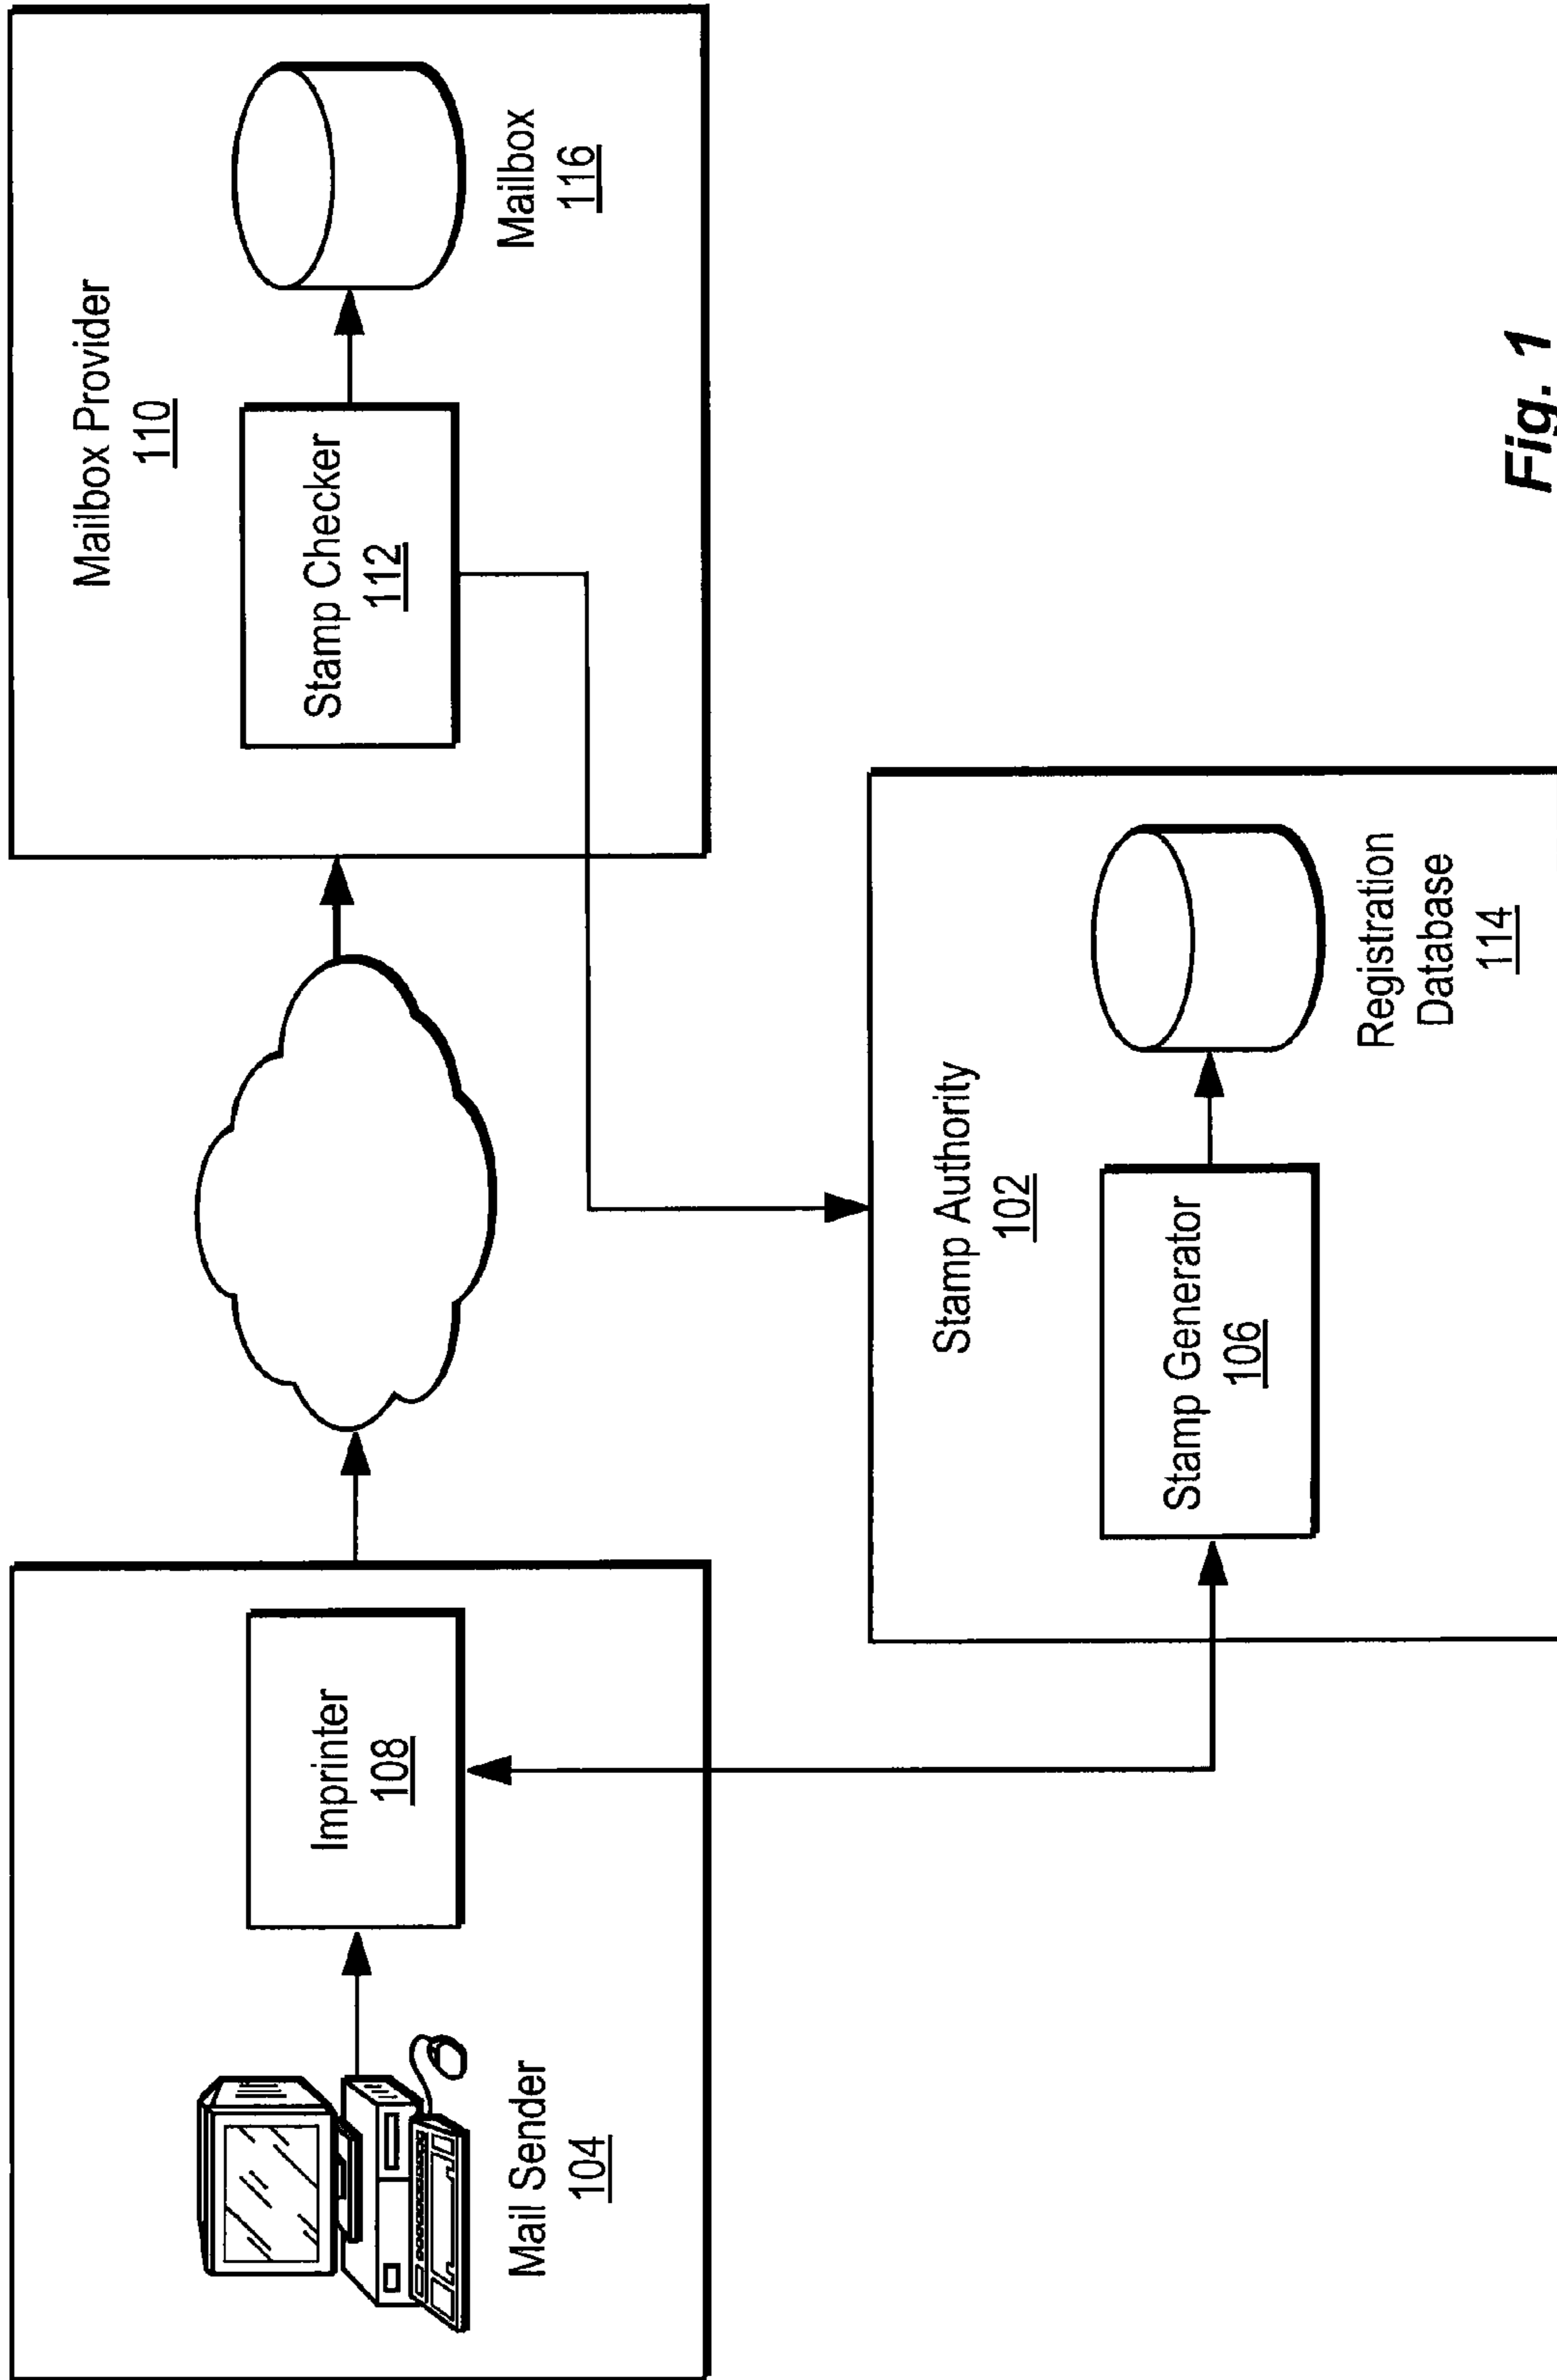 Mail Sender
104
Imprinter
108
Mailbox Provider
110
Stamp Checker
112
Mailbox
116
Stamp Authority
102
Stamp Generator
106
Registration
Database
114
Fig. 1